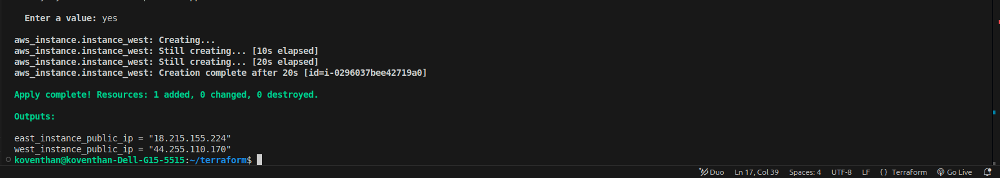 Enter a value: yes
aws_instance.instance_west: Creating...
aws_instance.instance_west: Still creating... [10s elapsed]
aws_instance.instance_west: Still creating... [20s elapsed]
aws_instance.instance_west: Creation complete after 20s [id=i-0296037bee42719a0]
Apply complete! Resources: 1 added, 0 changed, 0 destroyed.
Outputs:
east_instance_public_ip = "18.215.155.224"
west_instance_public_ip = "44.255.110.170"
koventhan@koventhan-Dell-G15-5515:~/terraform$
Duo Ln 17, Col 39 Spaces: 4 UTF-8 LF {} Terraform Go Live